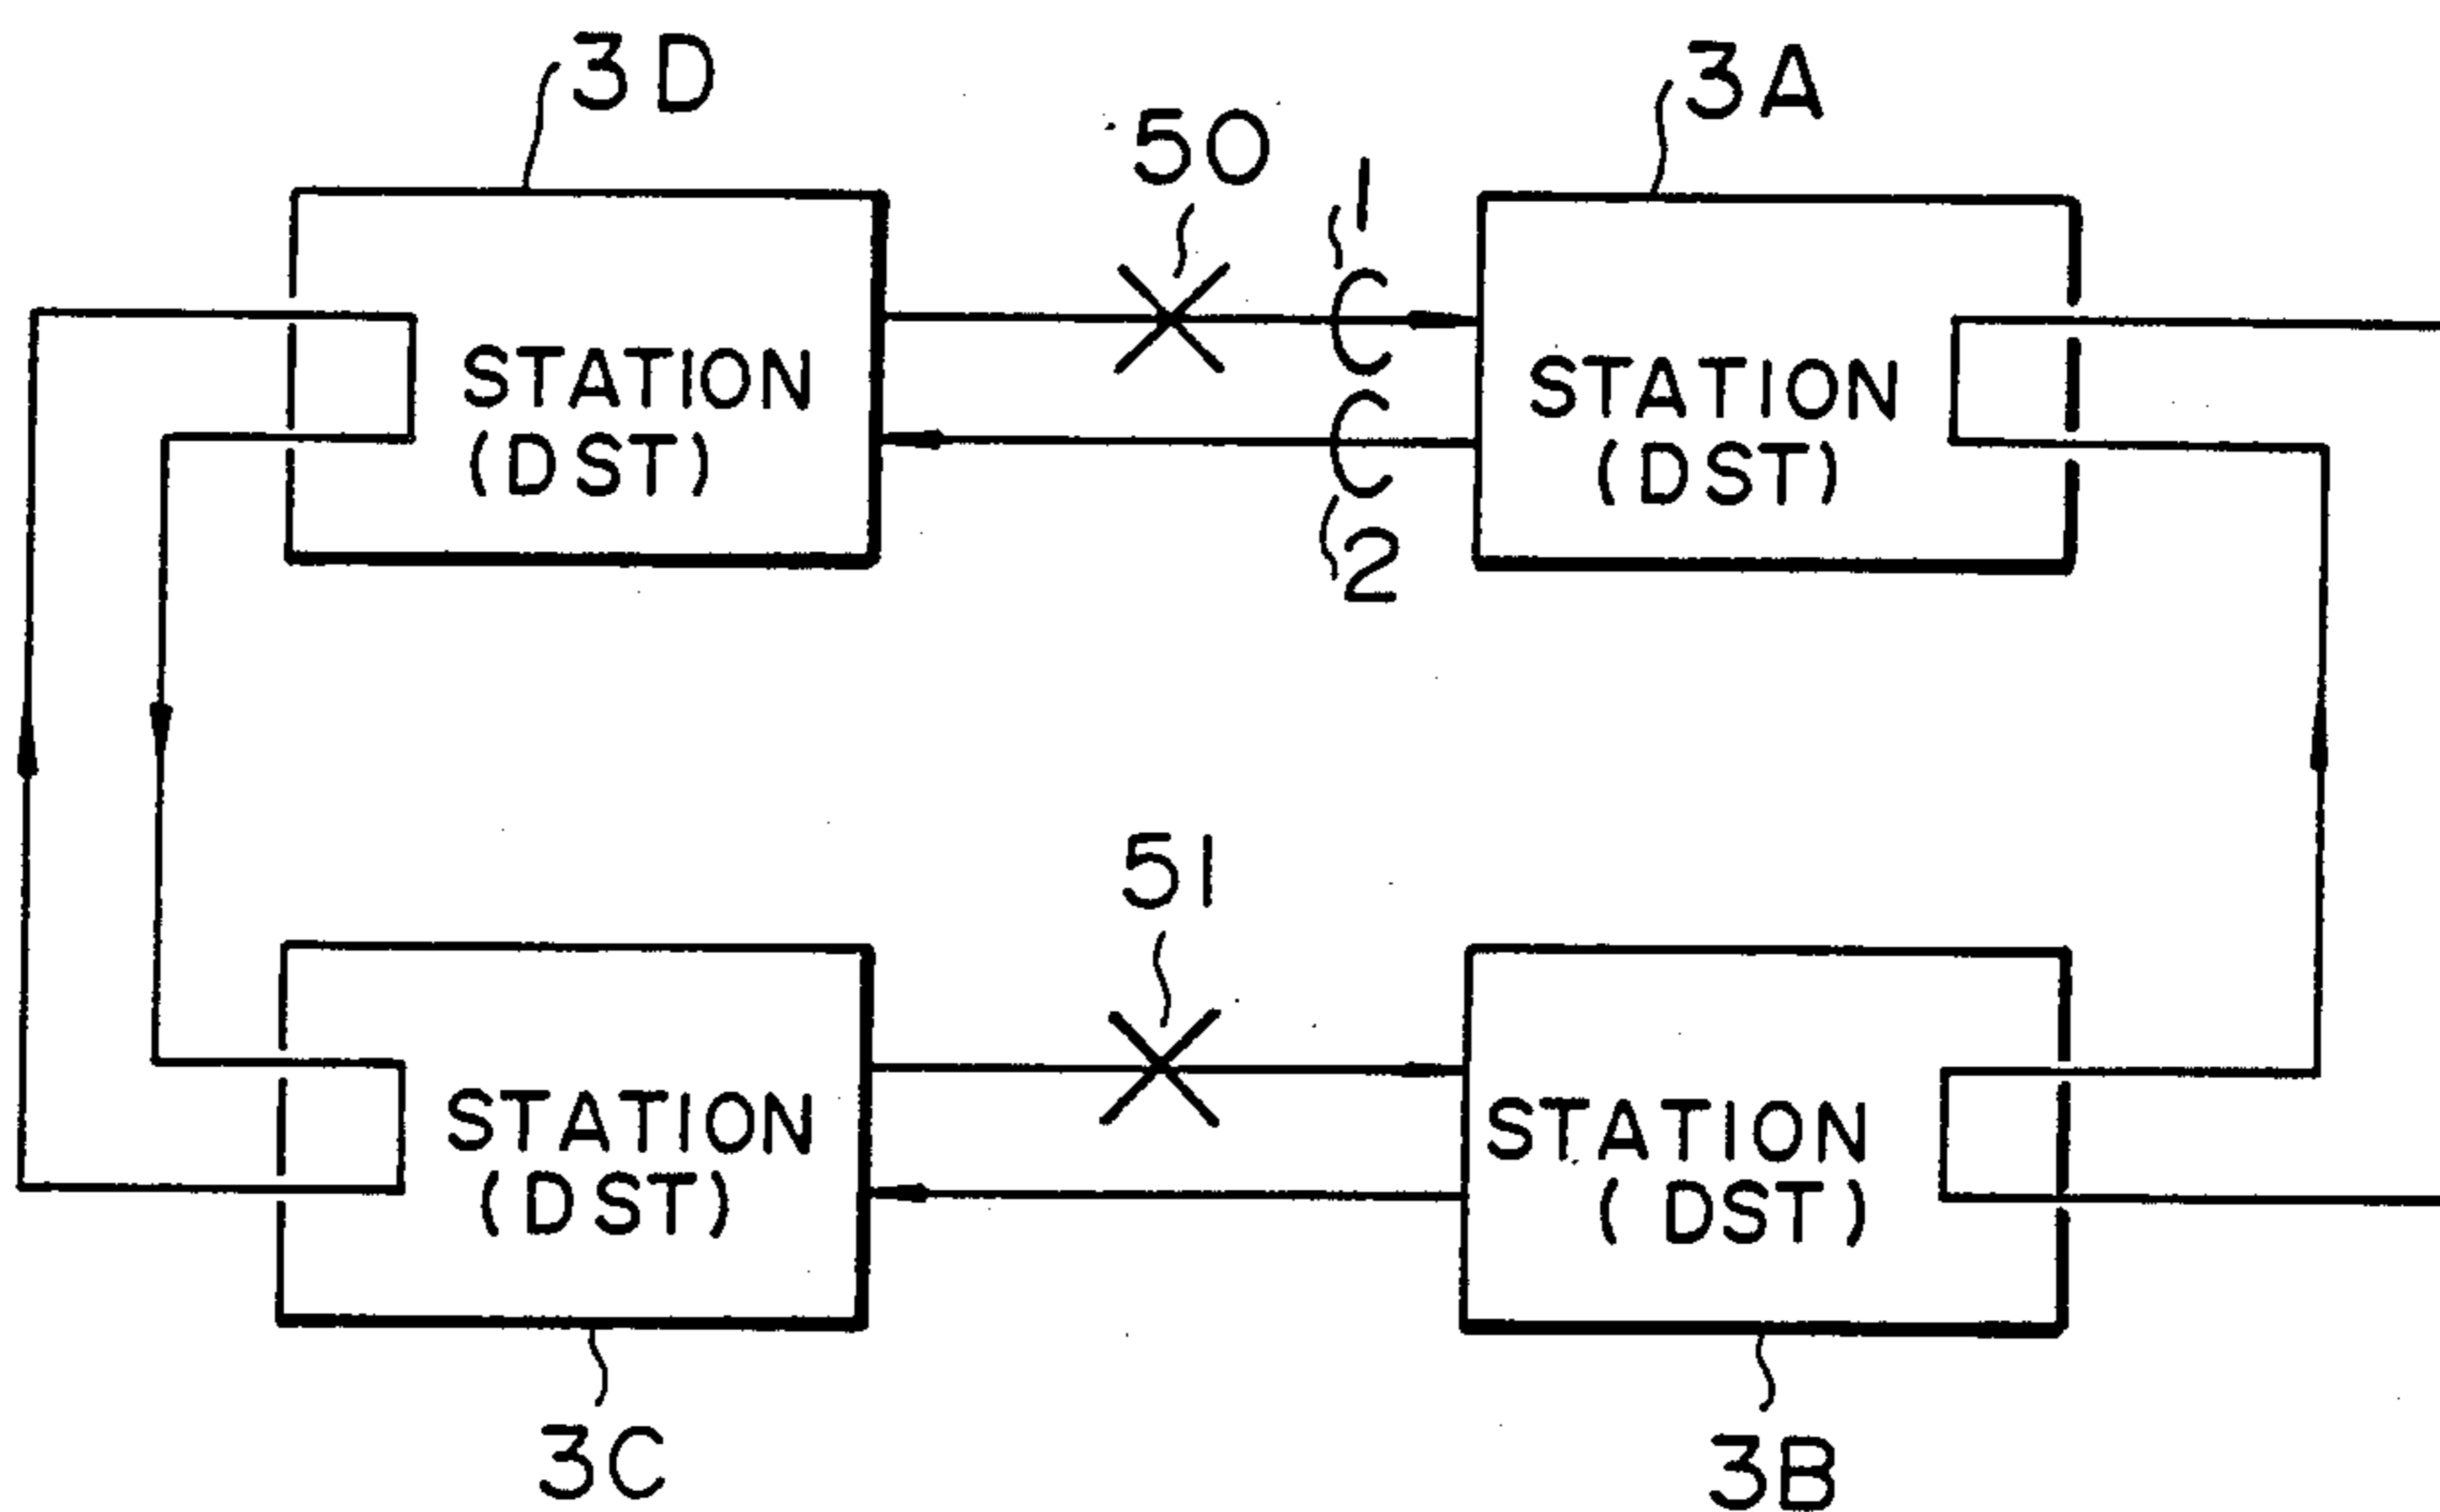 3D
3A
50
1
STATION
(DST)
STATION
(DST)
2
51
STATION
(DST)
STATION
(DST)
3C
3B